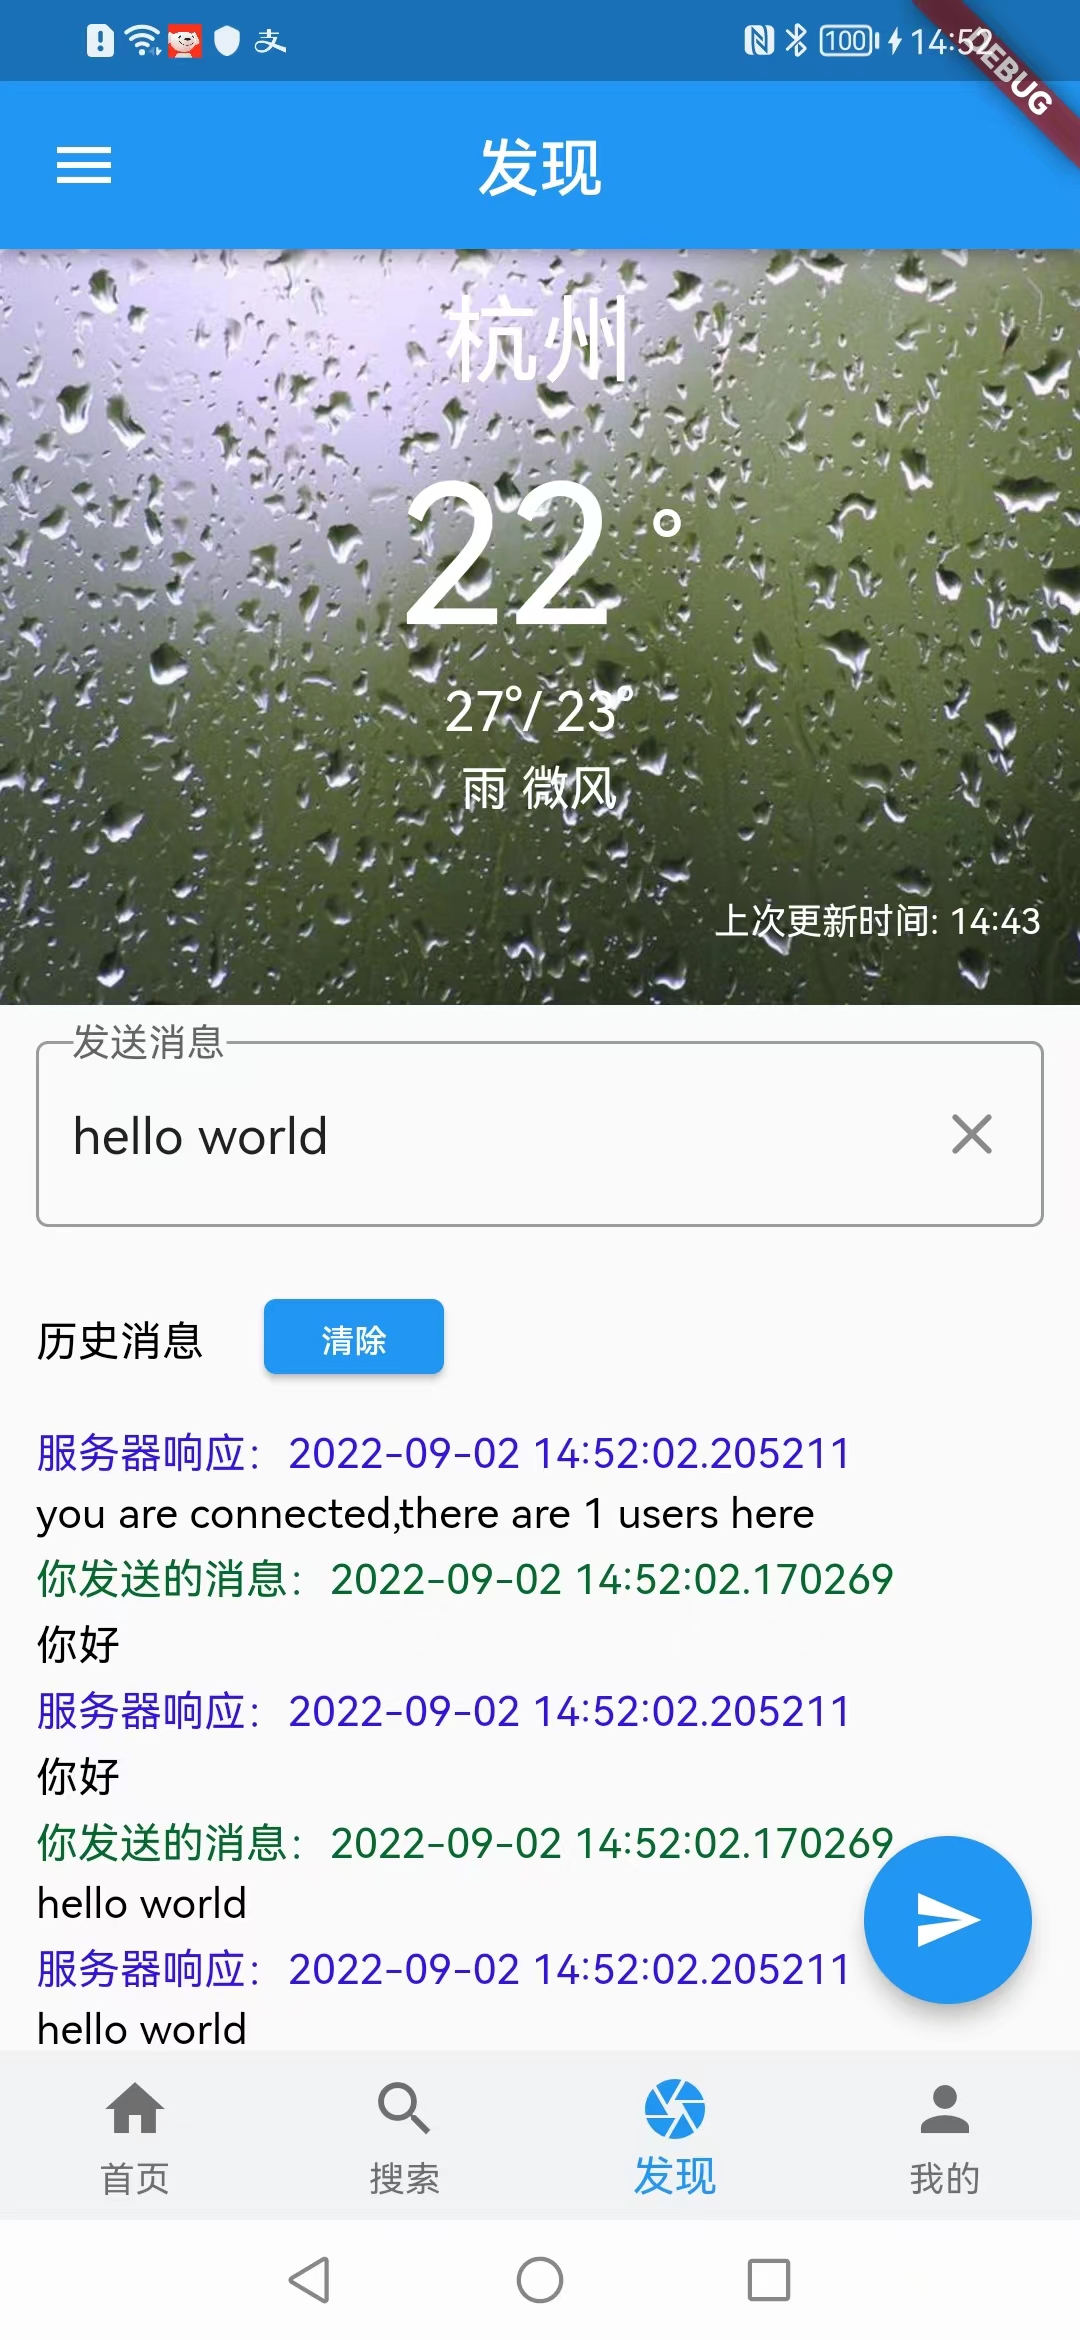 支
100
14:52
DEBUG
发现
杭州
22°
27°/ 23°
雨 微风
上次更新时间: 14:43
发送消息
hello world
历史消息
清除
服务器响应：2022-09-02 14:52:02.205211
you are connected,there are 1 users here
你发送的消息：2022-09-02 14:52:02.170269
你好
服务器响应：2022-09-02 14:52:02.205211
你好
你发送的消息：2022-09-02 14:52:02.170269
hello world
服务器响应：2022-09-02 14:52:02.205211
hello world
首页
搜索
发现
我的